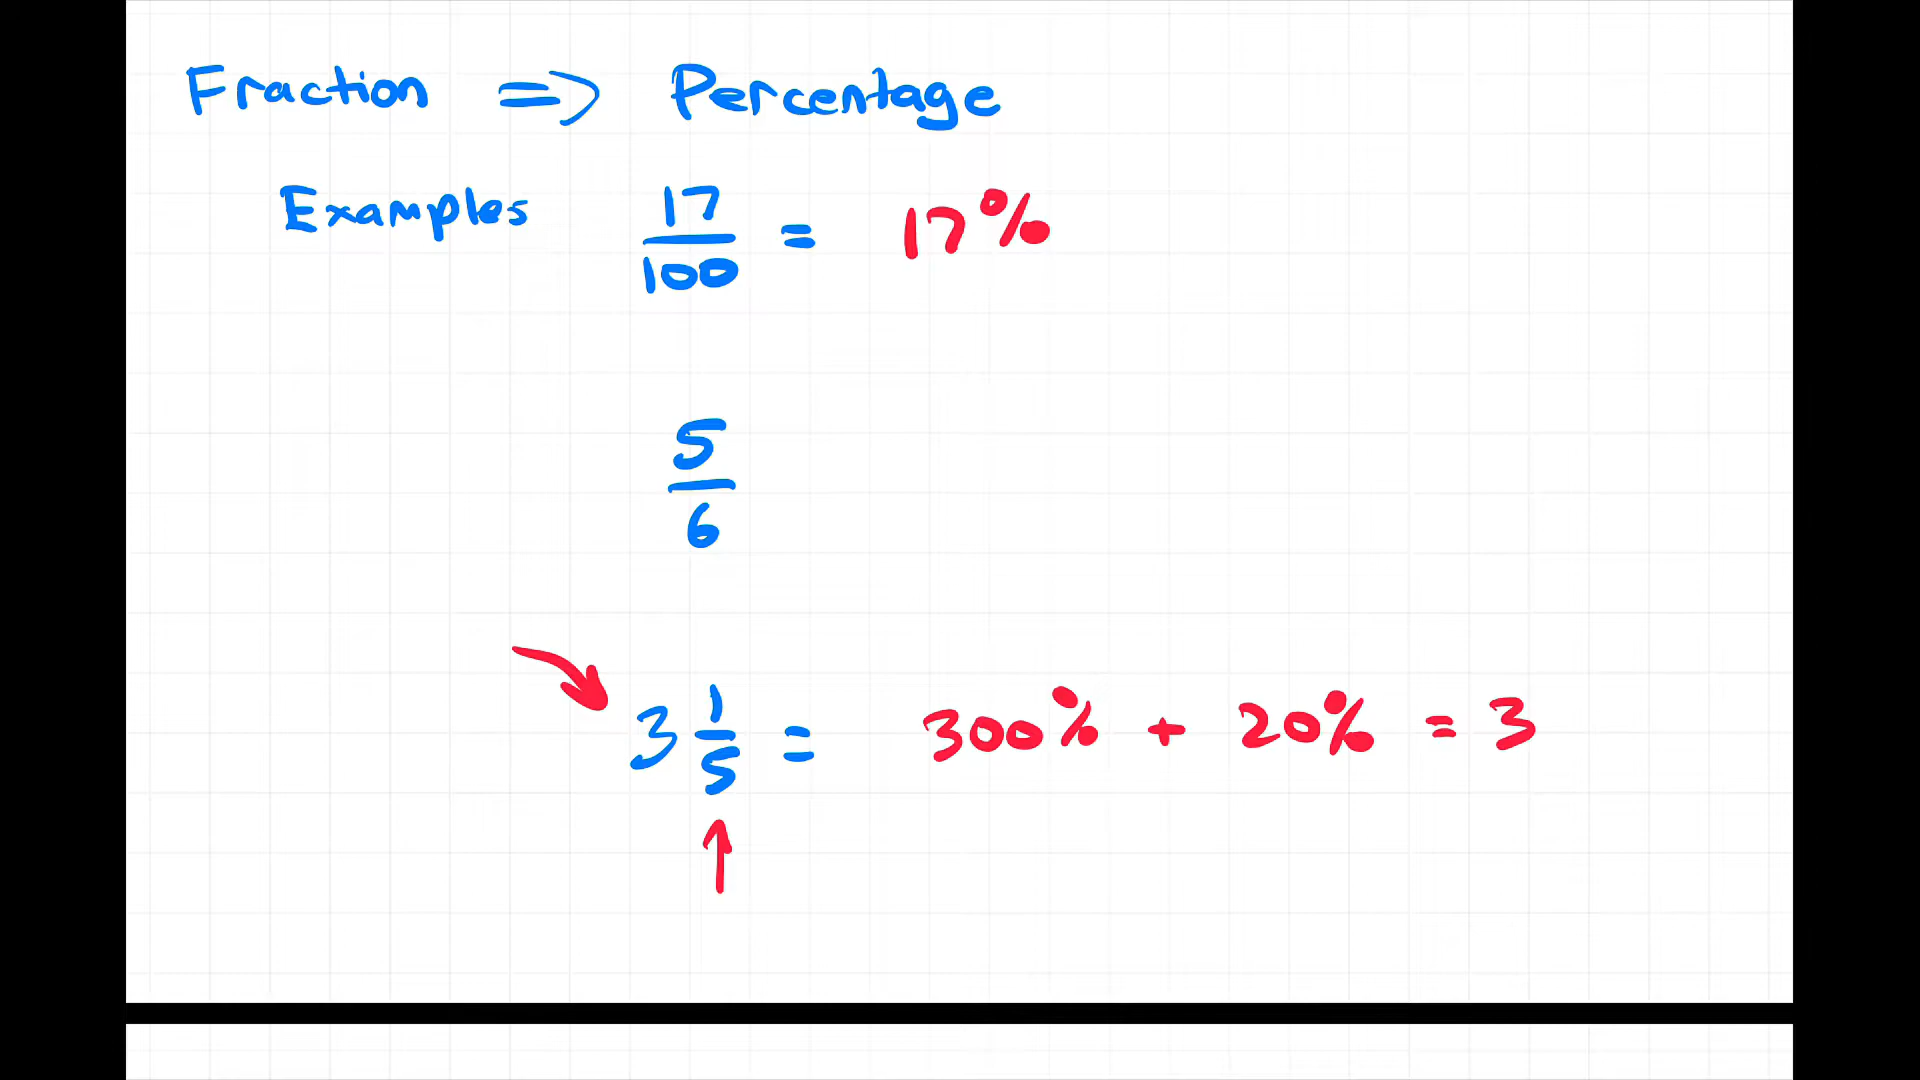 Fraction => Percentage
Examples 17/100 = 17%
5/6
3 1/5 = 300% + 20% = 3